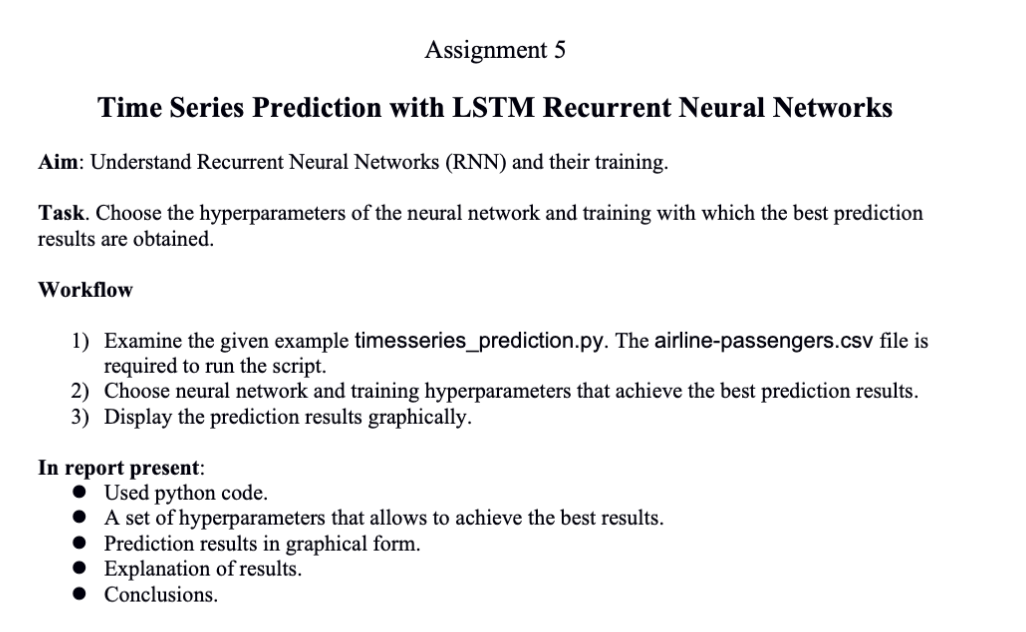 Assignment 5
Time Series Prediction with LSTM Recurrent Neural Networks
Aim: Understand Recurrent Neural Networks (RNN) and their training.
Task. Choose the hyperparameters of the neural network and training with which the best prediction
results are obtained.
Workflow
1) Examine the given example timesseries_prediction.py. The airline-passengers.csv file is
required to run the script.
2) Choose neural network and training hyperparameters that achieve the best prediction results.
3) Display the prediction results graphically.
In report present:
● Used python code.
● A set of hyperparameters that allows to achieve the best results.
● Prediction results in graphical form.
● Explanation of results.
● Conclusions.